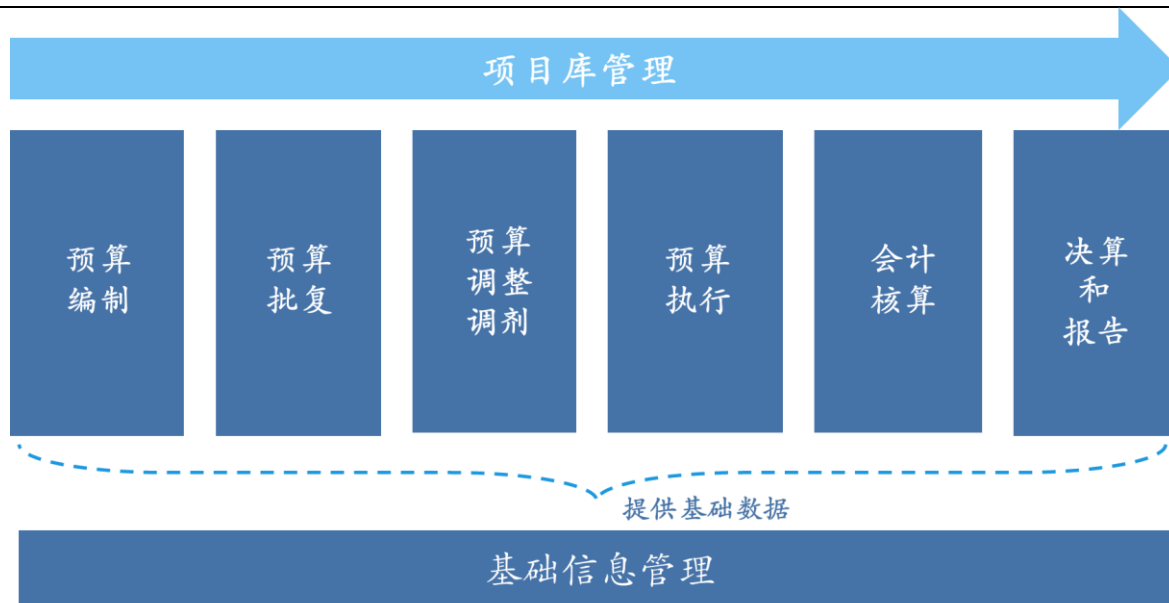 项目库管理
预算
编制
预算
批复
预算
调整
调剂
预算
执行
会计
核算
决算
和
报告
提供基础数据
基础信息管理